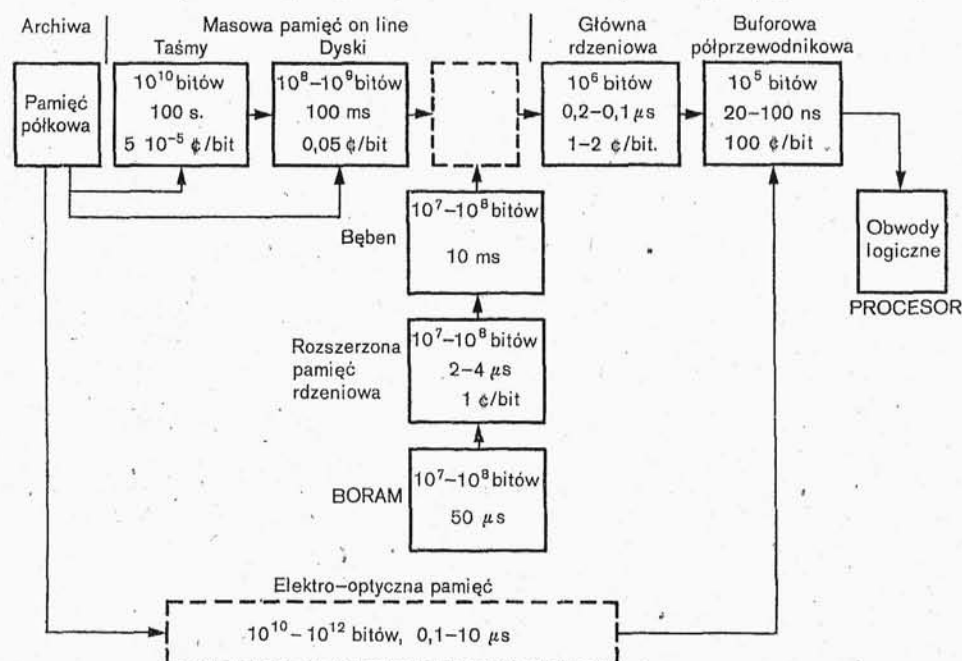 Archiwa
Masowa pamięć on line
Główna rdzeniowa
Buforowa półprzewodnikowa
Taśmy
Dyski
Pamięć
półkowa
10¹⁰ bitów
100 s.
5 10⁻⁵ ¢/bit
10⁸–10⁹ bitów
100 ms
0,05 ¢/bit
10⁶ bitów
0,2–0,1 μs
1–2 ¢/bit.
10⁵ bitów
20–100 ns
100 ¢/bit
Obwody
logiczne
PROCESOR
Bęben
10⁷–10⁸ bitów
10 ms
Rozszerzona
pamięć
rdzeniowa
10⁷–10⁸ bitów
2–4 μs
1 ¢/bit
BORAM
10⁷–10⁸ bitów
50 μs
Elektro–optyczna pamięć
10¹⁰–10¹² bitów, 0,1–10 μs